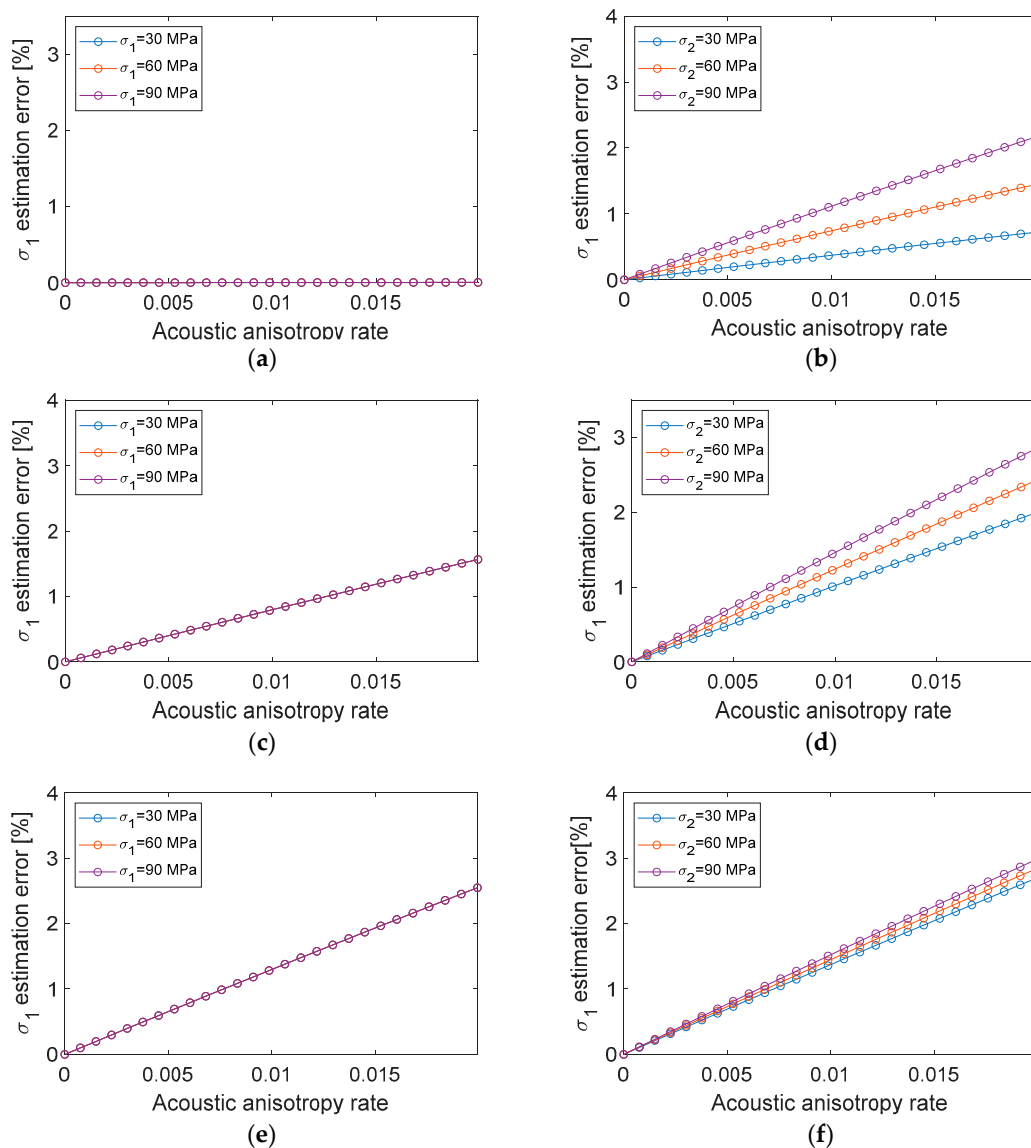 σ1 estimation error [%]
3
2
1
0
σ1=30 MPa
σ1=60 MPa
σ1=90 MPa
0 0.005 0.01 0.015
Acoustic anisotropy rate
(a)
σ1 estimation error [%]
4
3
2
1
0
σ2=30 MPa
σ2=60 MPa
σ2=90 MPa
0 0.005 0.01 0.015
Acoustic anisotropy rate
(b)
σ1 estimation error [%]
4
3
2
1
0
σ1=30 MPa
σ1=60 MPa
σ1=90 MPa
0 0.005 0.01 0.015
Acoustic anisotropy rate
(c)
σ1 estimation error [%]
3
2
1
0
σ2=30 MPa
σ2=60 MPa
σ2=90 MPa
0 0.005 0.01 0.015
Acoustic anisotropy rate
(d)
σ1 estimation error [%]
4
3
2
1
0
σ1=30 MPa
σ1=60 MPa
σ1=90 MPa
0 0.005 0.01 0.015
Acoustic anisotropy rate
(e)
σ1 estimation error[%]
4
3
2
1
0
σ2=30 MPa
σ2=60 MPa
σ2=90 MPa
0 0.005 0.01 0.015
Acoustic anisotropy rate
(f)